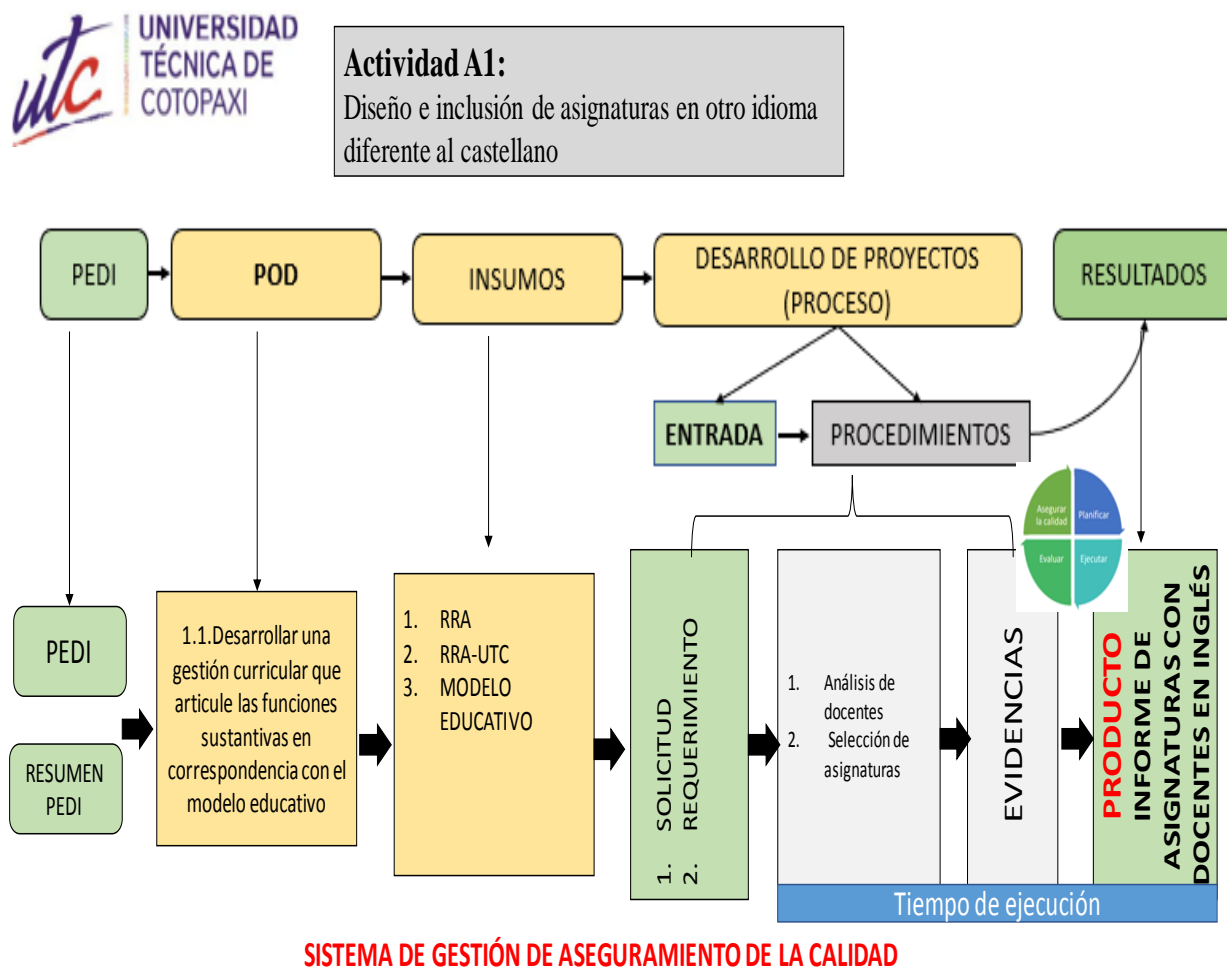 utc
UNIVERSIDAD
TÉCNICA DE
COTOPAXI
Actividad A1:
Diseño e inclusión de asignaturas en otro idioma
diferente al castellano
PEDI
POD
INSUMOS
DESARROLLO DE PROYECTOS
(PROCESO)
RESULTADOS
ENTRADA
PROCEDIMIENTOS
Asegurar
la calidad
Planificar
Evaluar
Ejecutar
PEDI
RESUMEN
PEDI
1.1.Desarrollar una
gestión curricular que
articule las funciones
sustantivas en
correspondencia con el
modelo educativo
1. RRA
2. RRA-UTC
3. MODELO
EDUCATIVO
1. SOLICITUD
2. REQUERIMIENTO
1. Análisis de
docentes
2. Selección de
asignaturas
EVIDENCIAS
PRODUCTO
INFORME DE
ASIGNATURAS CON
DOCENTES EN INGLÉS
Tiempo de ejecución
SISTEMA DE GESTIÓN DE ASEGURAMIENTO DE LA CALIDAD